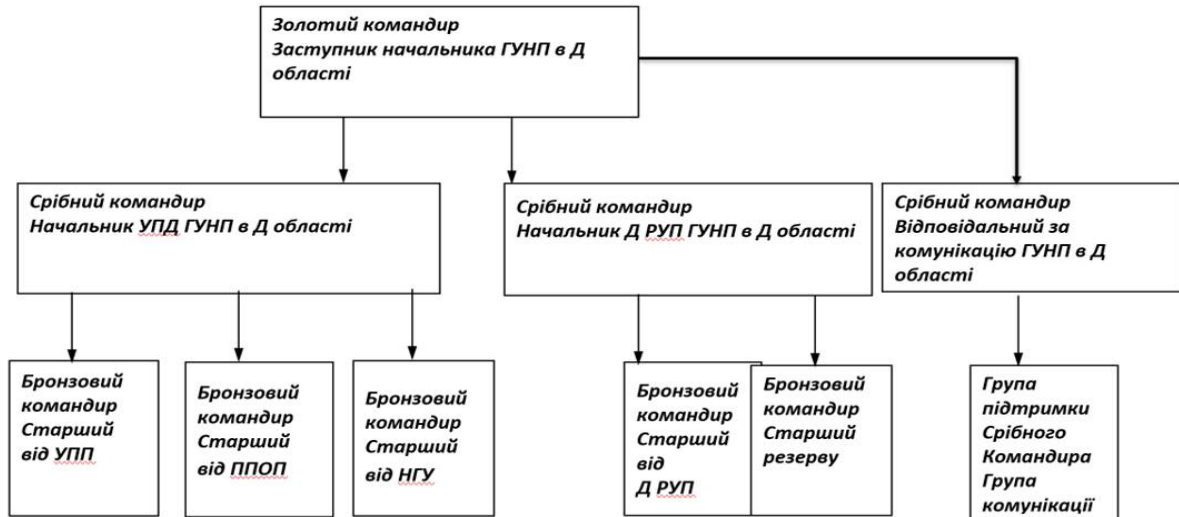 Золотий командир
Заступник начальника ГУНП в Д
області
Срібний командир
Начальник УПД ГУНП в Д області
Срібний командир
Начальник Д РУП ГУНП в Д області
Срібний командир
Відповідальний за
комунікацію ГУНП в Д
області
Бронзовий
командир
Старший
від УПП
Бронзовий
командир
Старший
від ППОП
Бронзовий
командир
Старший
від НГУ
Бронзовий
командир
Старший
від
Д РУП
Бронзовий
командир
Старший
резерву
Група
підтримки
Срібного
Командира
Група
комунікації